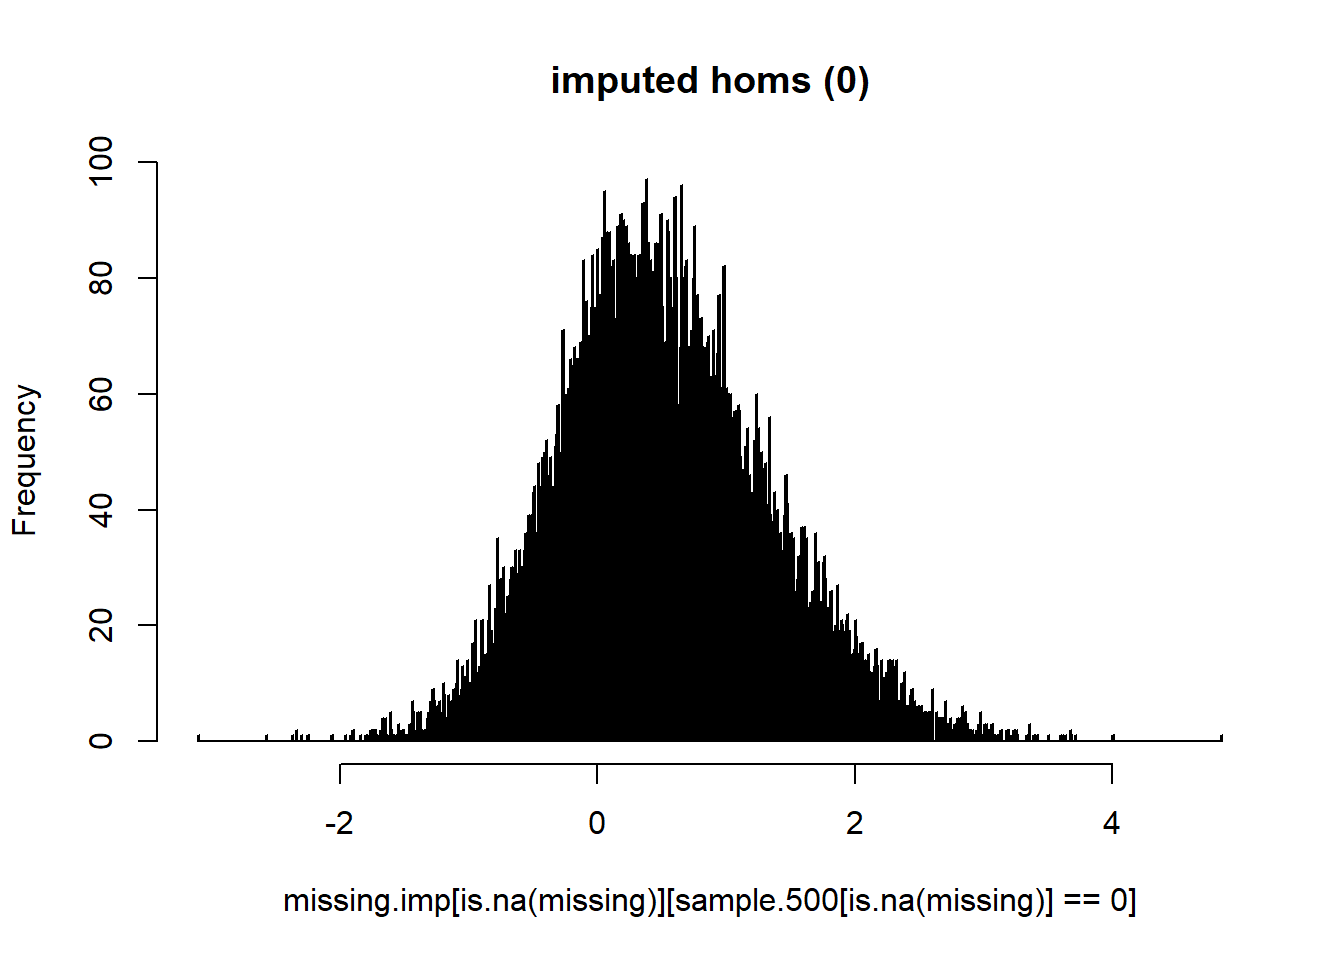 imputed homs (0)
100
80
60
40
20
0
Frequency
-2 0 2 4
missing.imp[is.na(missing)][sample.500[is.na(missing)] == 0]